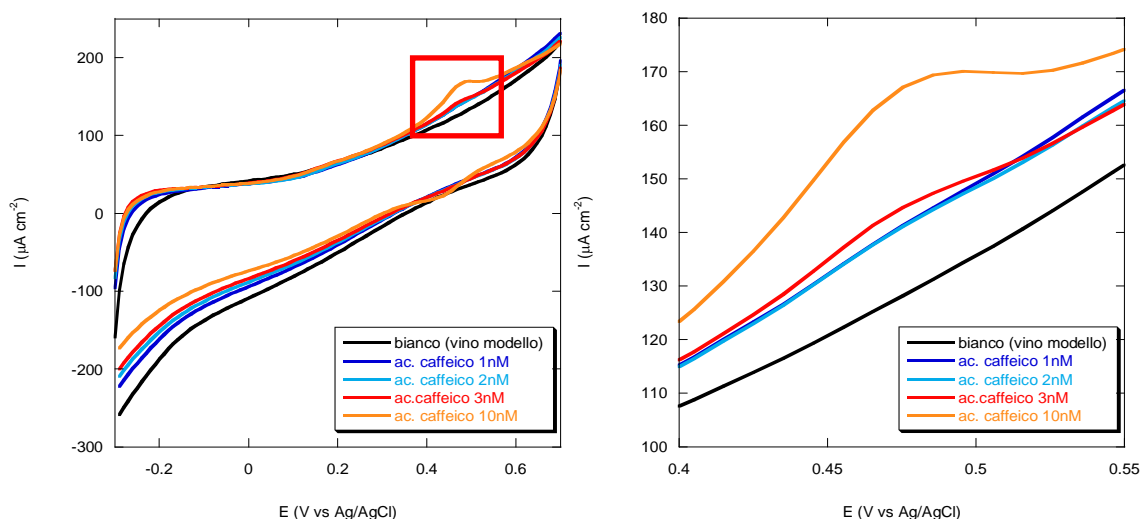 200
100
0
-100
-200
-300
I (µA cm-2)
bianco (vino modello)
ac. caffeico 1nM
ac. caffeico 2nM
ac.caffeico 3nM
ac. caffeico 10nM
-0.2 0 0.2 0.4 0.6
E (V vs Ag/AgCl)
180
170
160
150
140
130
120
110
100
I (µA cm-2)
bianco (vino modello)
ac. caffeico 1nM
ac. caffeico 2nM
ac.caffeico 3nM
ac. caffeico 10nM
0.4 0.45 0.5 0.55
E (V vs Ag/AgCl)